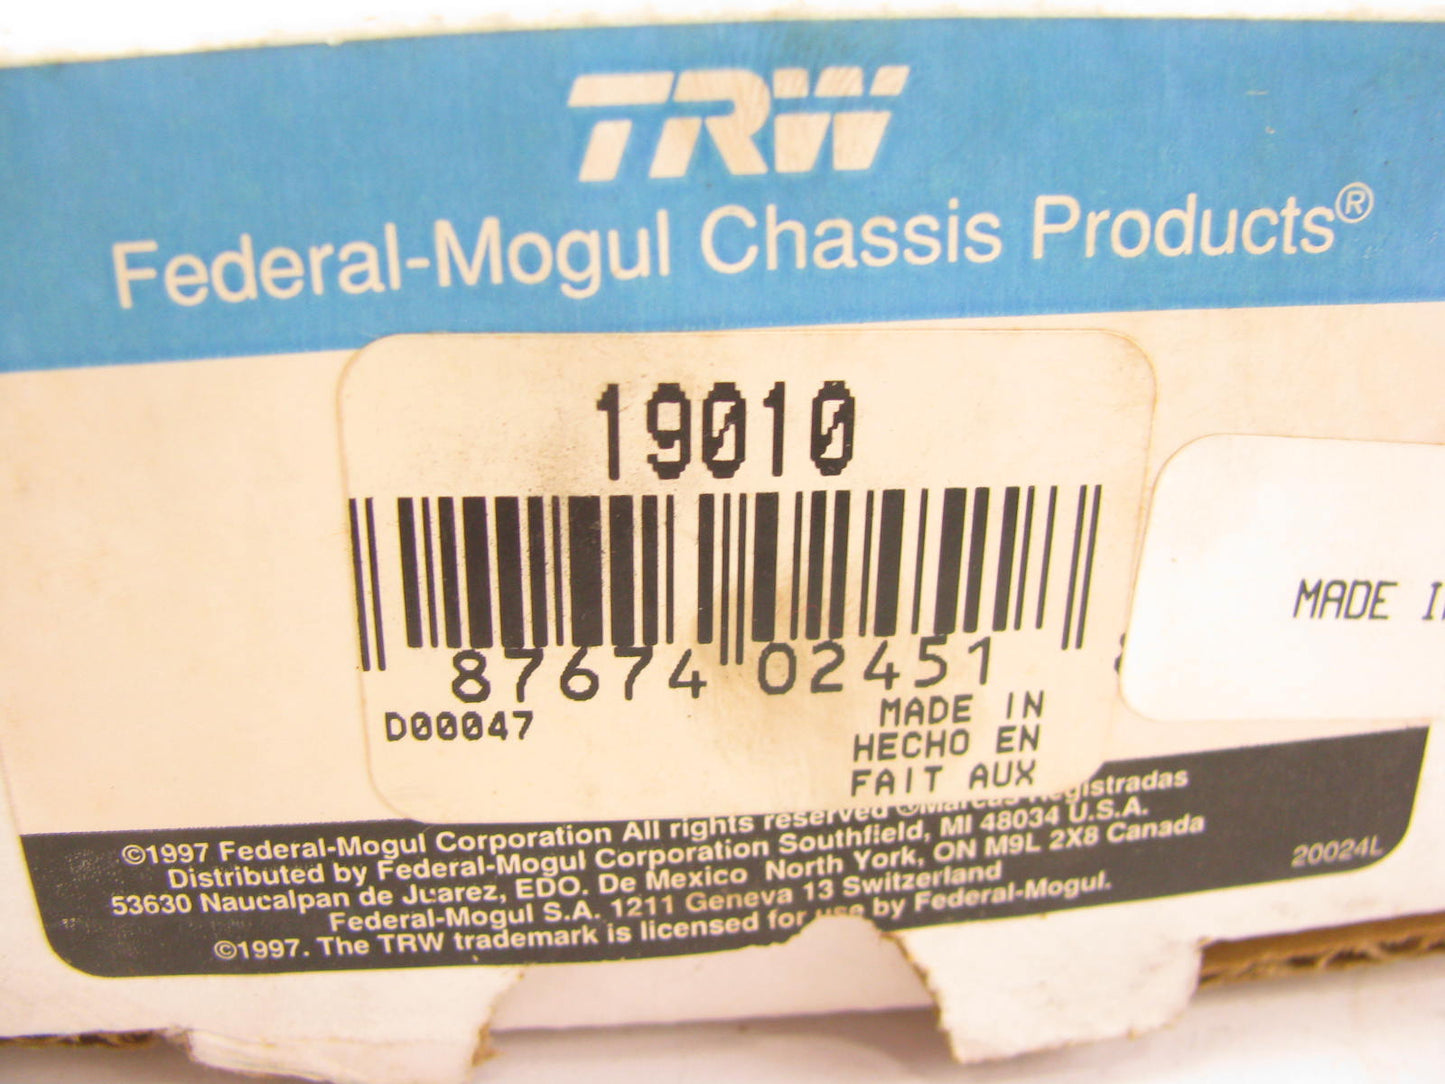 TRW
Federal-Mogul Chassis Products®
19010
87674 02451
D00047
MADE IN
HECHO EN
FAIT AUX
MADE
©1997 Federal-Mogul Corporation All rights reserved ©Marcas Registradas
Distributed by Federal-Mogul Corporation Southfield, MI 48034 U.S.A.
53630 Naucalpan de Juarez, EDO. De Mexico North York, ON M9L 2X8 Canada
Federal-Mogul S.A. 1211 Geneva 13 Switzerland
©1997. The TRW trademark is licensed for use by Federal-Mogul.
20024L